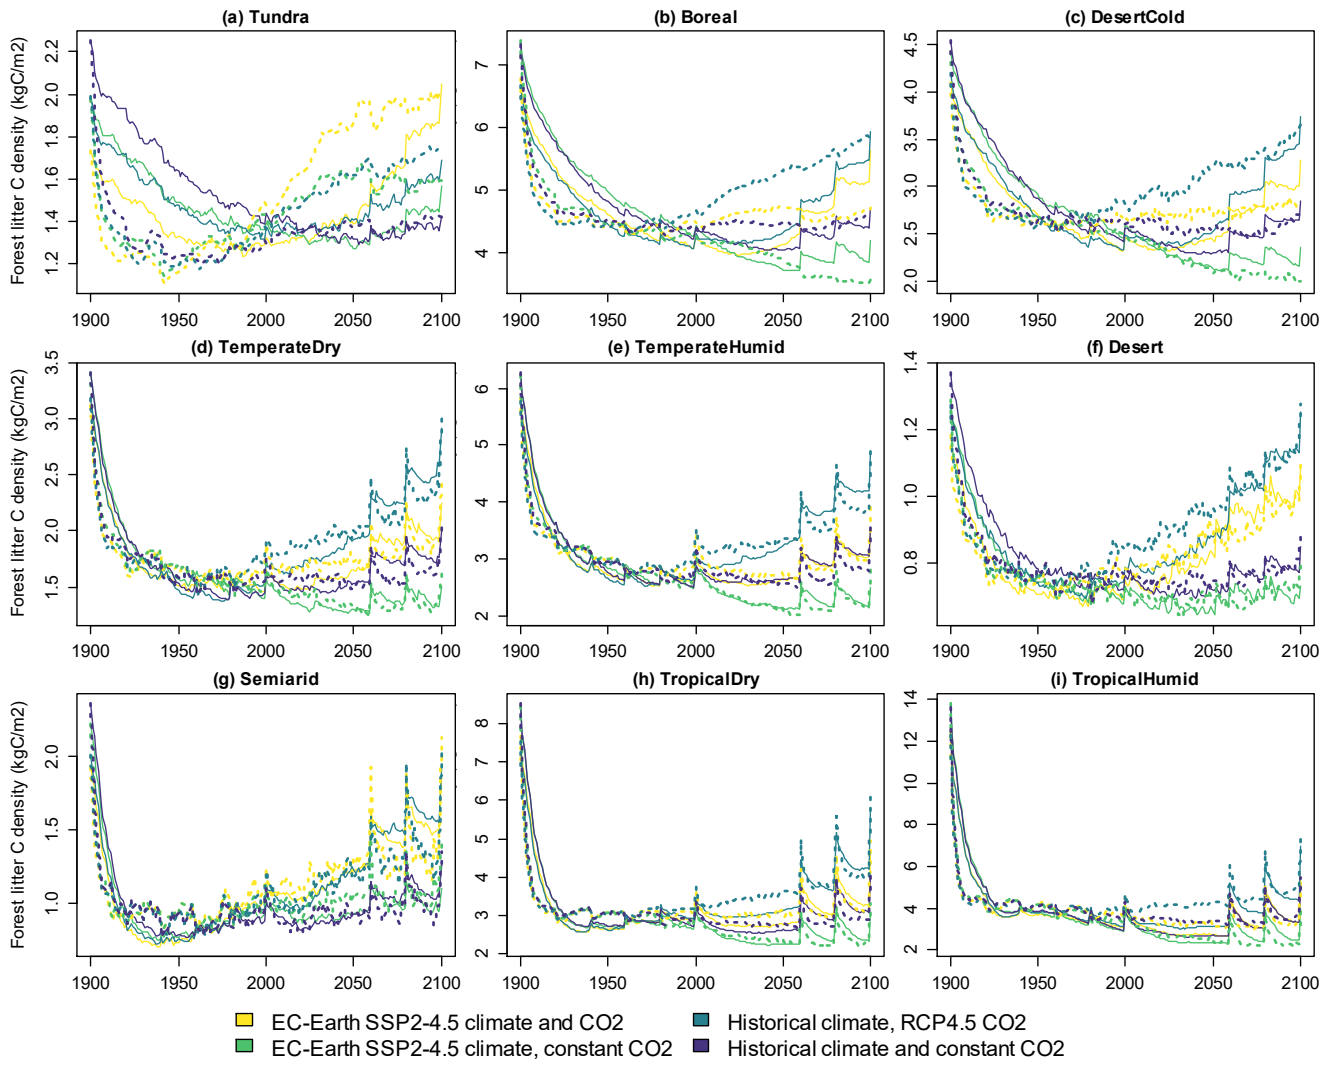 (a) Tundra
(b) Boreal
(c) DesertCold
Forest litter C density (kgC/m2)
2.2
2.0
1.8
1.6
1.4
1.2
7
6
5
4
4.5
4.0
3.5
3.0
2.5
2.0
1900 1950 2000 2050 2100
1900 1950 2000 2050 2100
1900 1950 2000 2050 2100
(d) TemperateDry
(e) TemperateHumid
(f) Desert
Forest litter C density (kgC/m2)
3.5
3.0
2.5
2.0
1.5
6
5
4
3
2
1.4
1.2
1.0
0.8
1900 1950 2000 2050 2100
1900 1950 2000 2050 2100
1900 1950 2000 2050 2100
(g) Semiarid
(h) TropicalDry
(i) TropicalHumid
Forest litter C density (kgC/m2)
2.0
1.5
1.0
8
7
6
5
4
3
2
14
12
10
8
6
4
2
1900 1950 2000 2050 2100
1900 1950 2000 2050 2100
1900 1950 2000 2050 2100
EC-Earth SSP2-4.5 climate and CO2
Historical climate, RCP4.5 CO2
EC-Earth SSP2-4.5 climate, constant CO2
Historical climate and constant CO2